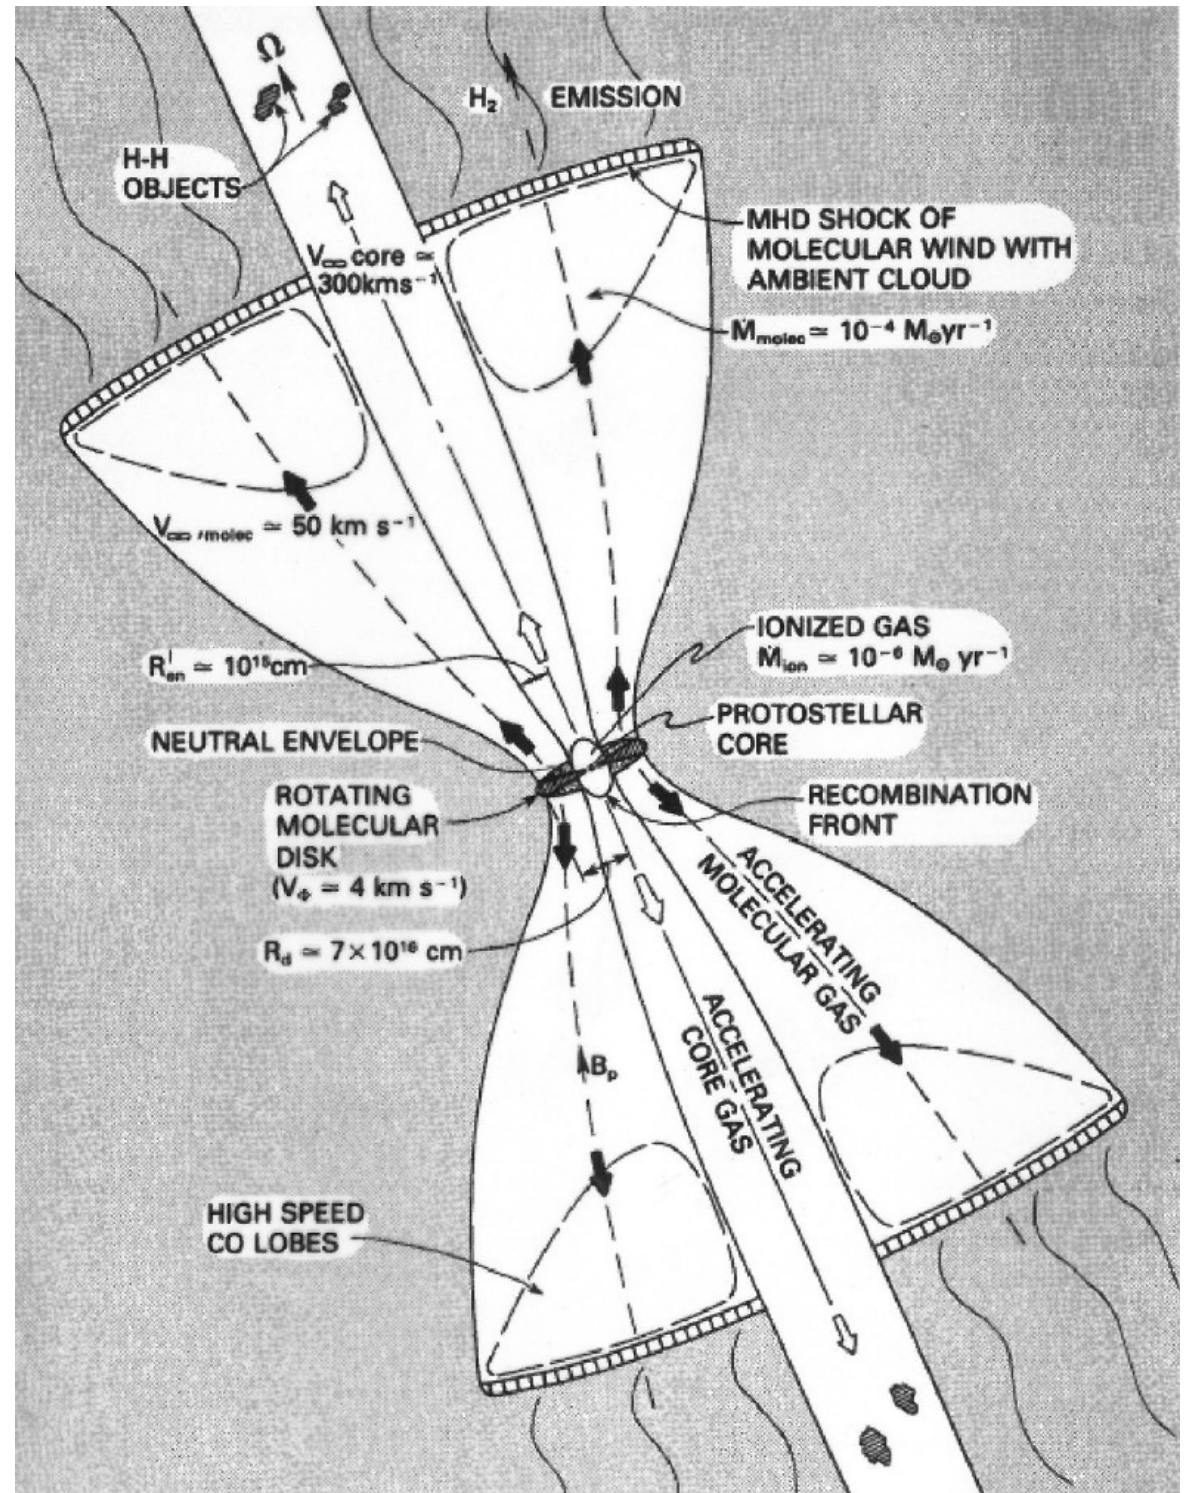 Ω
H₂ EMISSION
H-H
OBJECTS
MHD SHOCK OF
MOLECULAR WIND WITH
AMBIENT CLOUD
V∞ core ≃
300kms⁻¹
Ṁmolec ≃ 10⁻⁴ M⊙yr⁻¹
V∞,molec ≃ 50 km s⁻¹
IONIZED GAS
Ṁion ≃ 10⁻⁶ M⊙ yr⁻¹
≃ 10¹⁵cm
PROTOSTELLAR
CORE
NEUTRAL ENVELOPE
ROTATING
MOLECULAR
DISK
(VΦ ≃ 4 km s⁻¹)
RECOMBINATION
FRONT
ACCELERATING
MOLECULAR GAS
Rd ≃ 7×10¹⁶ cm
ACCELERATING
CORE GAS
Bp
HIGH SPEED
CO LOBES